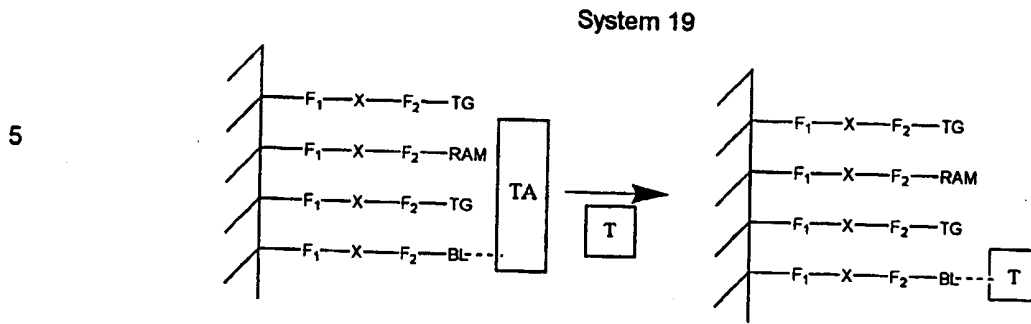 System 19
5
F₁—X—F₂—TG
F₁—X—F₂—RAM
F₁—X—F₂—TG
F₁—X—F₂—BL
TA
T
F₁—X—F₂—TG
F₁—X—F₂—RAM
F₁—X—F₂—TG
F₁—X—F₂—BL
T